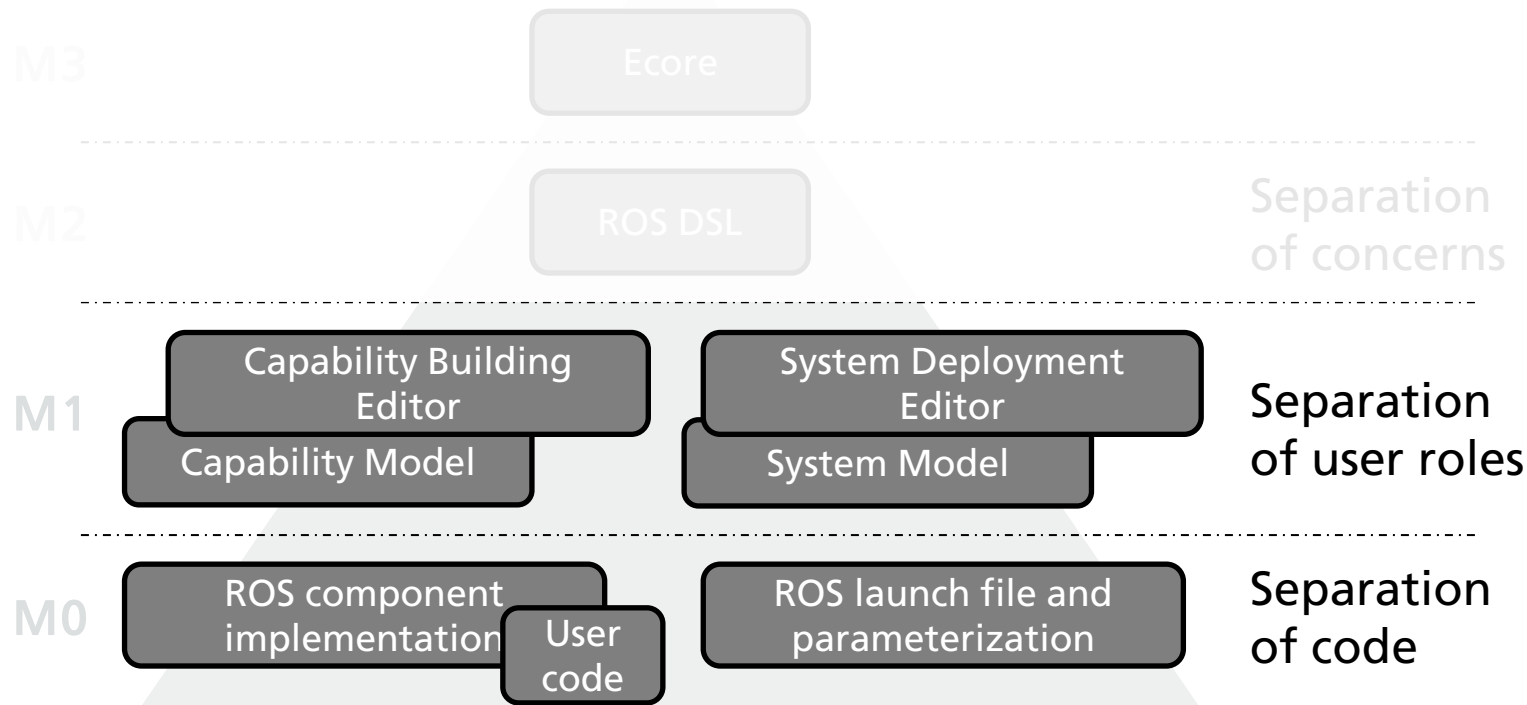 M3
Ecore
M2
ROS DSL
Separation
of concerns
M1
Capability Building
Editor
Capability Model
System Deployment
Editor
System Model
Separation
of user roles
M0
ROS component
implementation
User
code
ROS launch file and
parameterization
Separation
of code